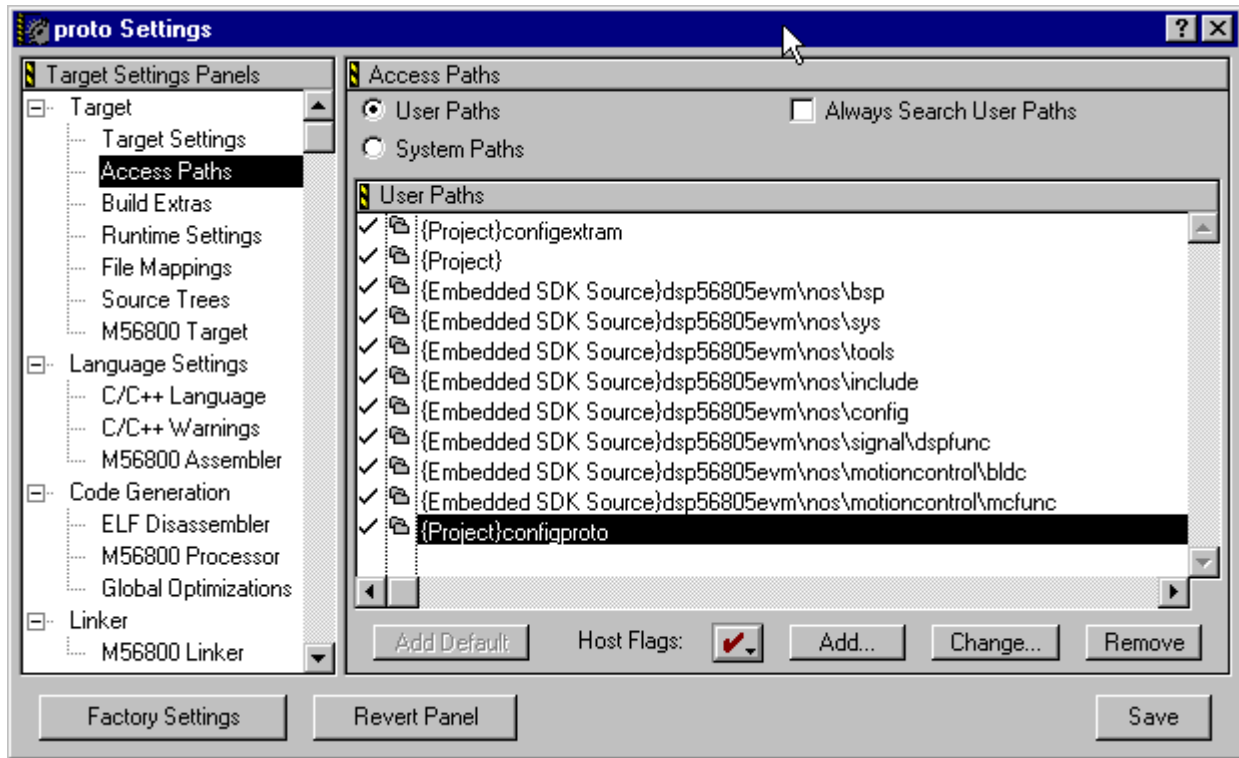 proto Settings
Target Settings Panels
Target
Target Settings
Access Paths
Build Extras
Runtime Settings
File Mappings
Source Trees
M56800 Target
Language Settings
C/C++ Language
C/C++ Warnings
M56800 Assembler
Code Generation
ELF Disassembler
M56800 Processor
Global Optimizations
Linker
M56800 Linker
Access Paths
User Paths
Always Search User Paths
System Paths
User Paths
{Project}configextram
{Project}
{Embedded SDK Source}dsp56805evm\nos\bsp
{Embedded SDK Source}dsp56805evm\nos\sys
{Embedded SDK Source}dsp56805evm\nos\tools
{Embedded SDK Source}dsp56805evm\nos\include
{Embedded SDK Source}dsp56805evm\nos\config
{Embedded SDK Source}dsp56805evm\nos\signal\dspfunc
{Embedded SDK Source}dsp56805evm\nos\motioncontrol\bldc
{Embedded SDK Source}dsp56805evm\nos\motioncontrol\mcfunc
{Project}configproto
Add Default
Host Flags:
Add...
Change...
Remove
Factory Settings
Revert Panel
Save